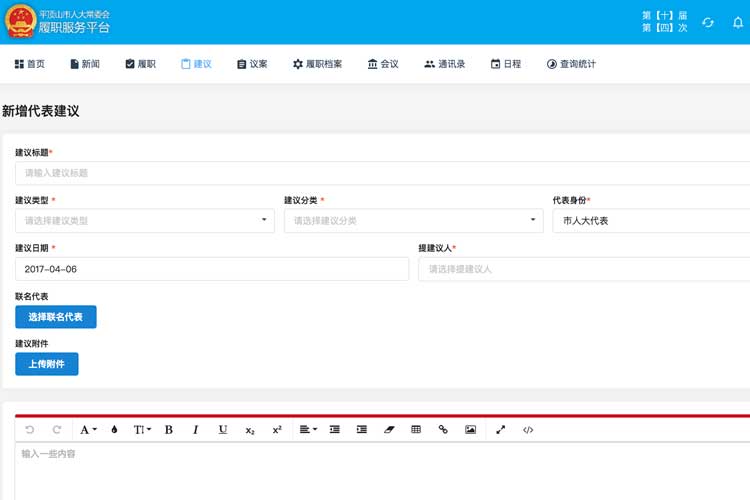 平顶山市人大常委会
履职服务平台
第【十】届
第【四】次
首页 新闻 履职 建议 议案 履职档案 会议 通讯录 日程 查询统计
新增代表建议
建议标题*
请输入建议标题
建议类型 * 建议分类 * 代表身份*
请选择建议类型 请选择建议分类 市人大代表
建议日期 * 提建议人*
2017-04-06 请选择提建议人
联名代表
选择联名代表
建议附件
上传附件
A TI B I U x₂ x²
输入一些内容